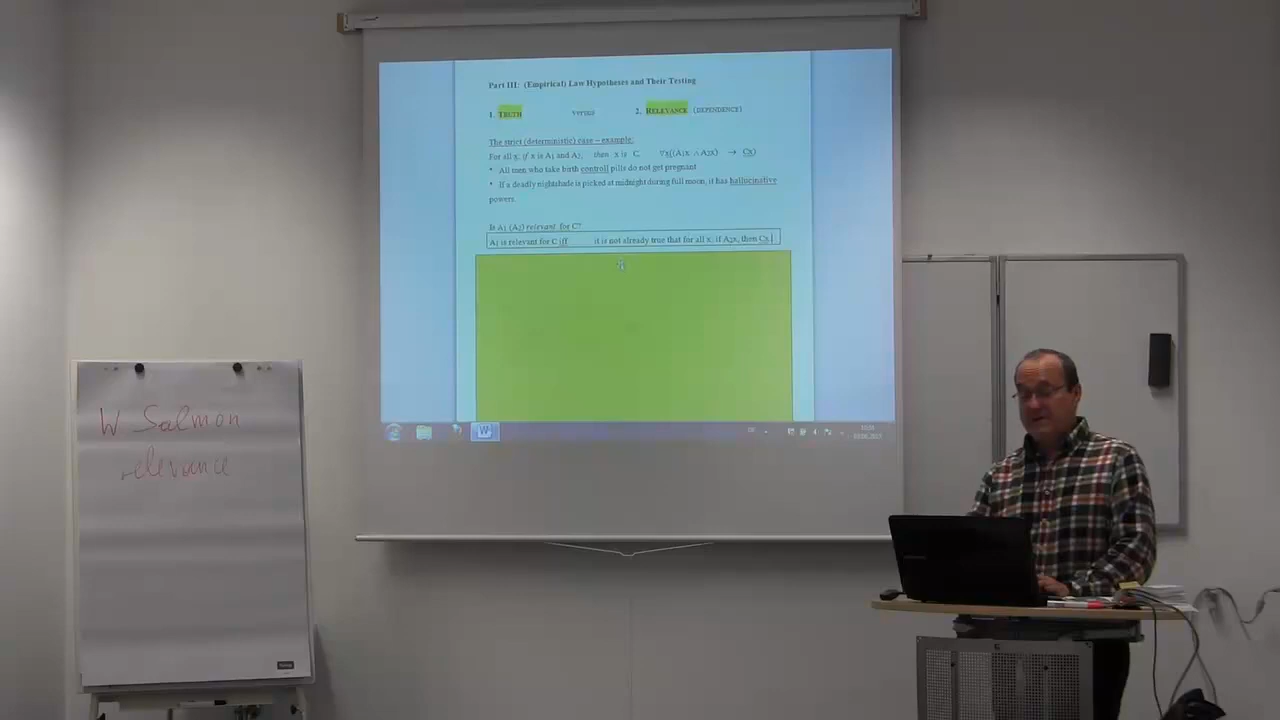 Part III: (Empirical) Law Hypotheses and Their Testing
1. TRUTH versus 2. RELEVANCE (DEPENDENCY)
The strict (deterministic) case – example:
For all x, if x is A1 and A2, then x is C. ∀x((A1x ∧ A2x) → Cx)
• All men who take birth controll pills do not get pregnant
• If a deadly nightshade is picked at midnight during full moon, it has hallucinative
powers.
Is A1 (A2) relevant for C?
A1 is relevant for C iff it is not already true that for all x, if A2x, then Cx.
W Salmon
relevance